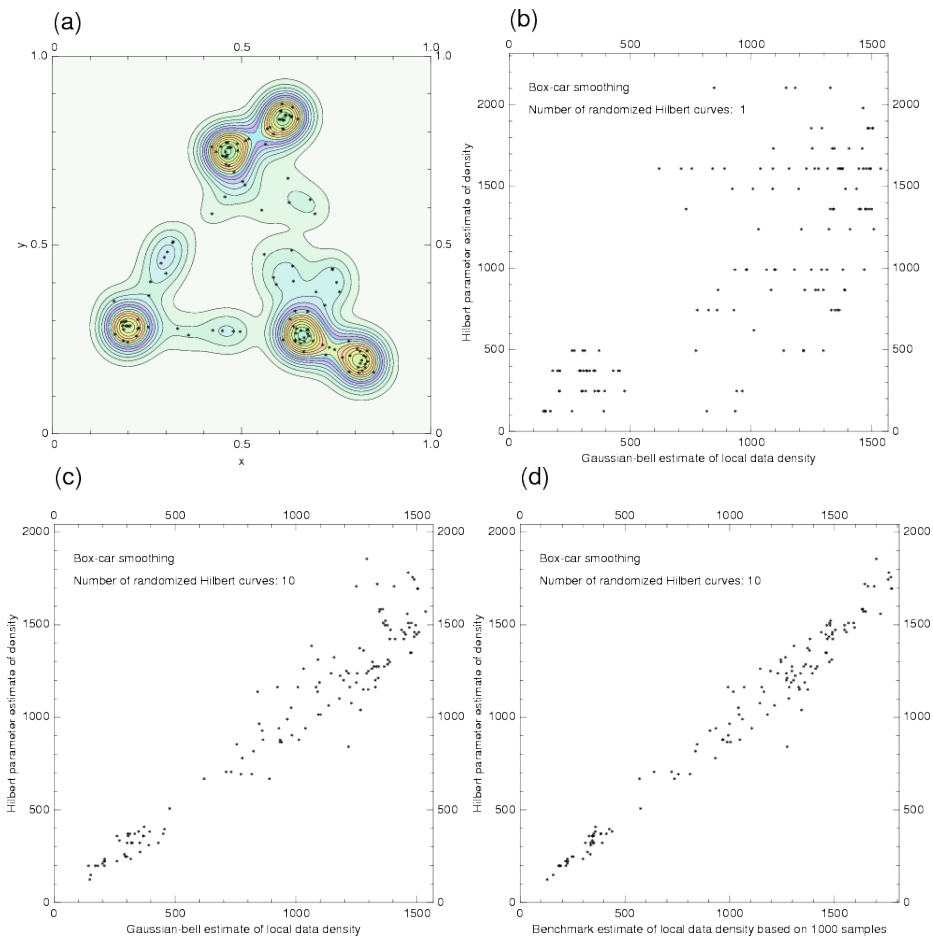 (a)
0 0.5 1.0
1.0 1.0
y 0.5 0.5
0 0
0 0.5 1.0
x
(b)
0 500 1000 1500
Box-car smoothing
Number of randomized Hilbert curves: 1
2000 2000
1500 1500
1000 1000
500 500
0 0
Hilbert parameter estimate of density
0 500 1000 1500
Gaussian-bell estimate of local data density
(c)
0 500 1000 1500
2000 2000
Box-car smoothing
Number of randomized Hilbert curves: 10
1500 1500
1000 1000
500 500
0 0
Hilbert parameter estimate of density
0 500 1000 1500
Gaussian-bell estimate of local data density
(d)
0 500 1000 1500
2000 2000
Box-car smoothing
Number of randomized Hilbert curves: 10
1500 1500
1000 1000
500 500
0 0
Hilbert parameter estimate of density
0 500 1000 1500
Benchmark estimate of local data density based on 1000 samples